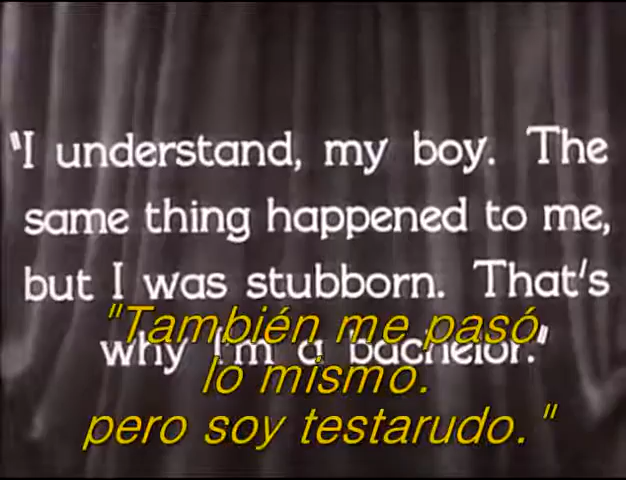 "I understand, my boy. The
same thing happened to me,
but I was stubborn. That's
why I'm a bachelor."
"También me pasó
lo mismo.
pero soy testarudo."